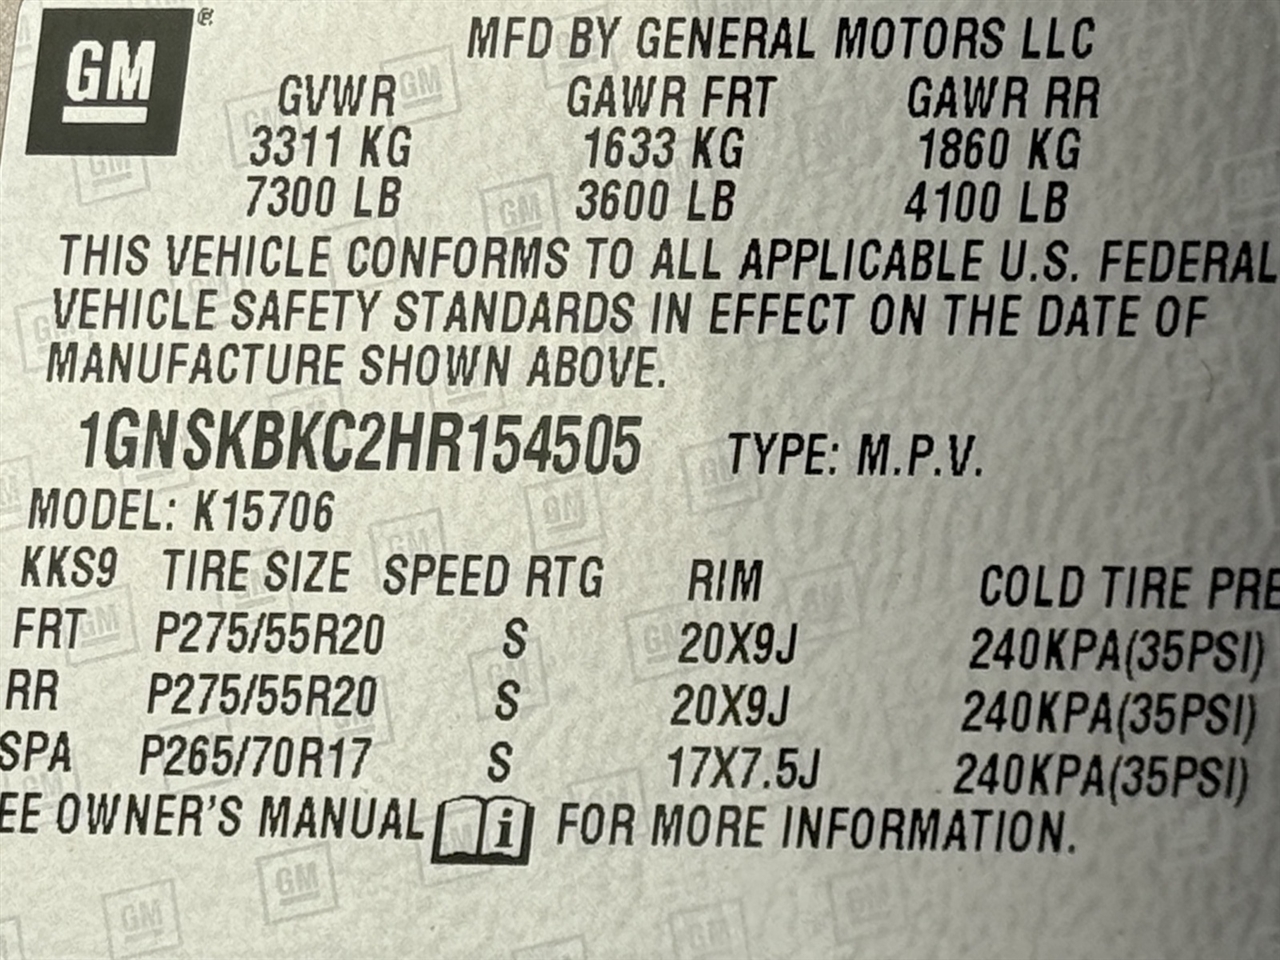 GM®
MFD BY GENERAL MOTORS LLC
GVWR GAWR FRT GAWR RR
3311 KG 1633 KG 1860 KG
7300 LB 3600 LB 4100 LB
THIS VEHICLE CONFORMS TO ALL APPLICABLE U.S. FEDERAL
VEHICLE SAFETY STANDARDS IN EFFECT ON THE DATE OF
MANUFACTURE SHOWN ABOVE.
1GNSKBKC2HR154505 TYPE: M.P.V.
MODEL: K15706
KKS9 TIRE SIZE SPEED RTG RIM COLD TIRE PRE
FRT P275/55R20 S 20X9J 240KPA(35PSI)
RR P275/55R20 S 20X9J 240KPA(35PSI)
SPA P265/70R17 S 17X7.5J 240KPA(35PSI)
EE OWNER'S MANUAL i FOR MORE INFORMATION.